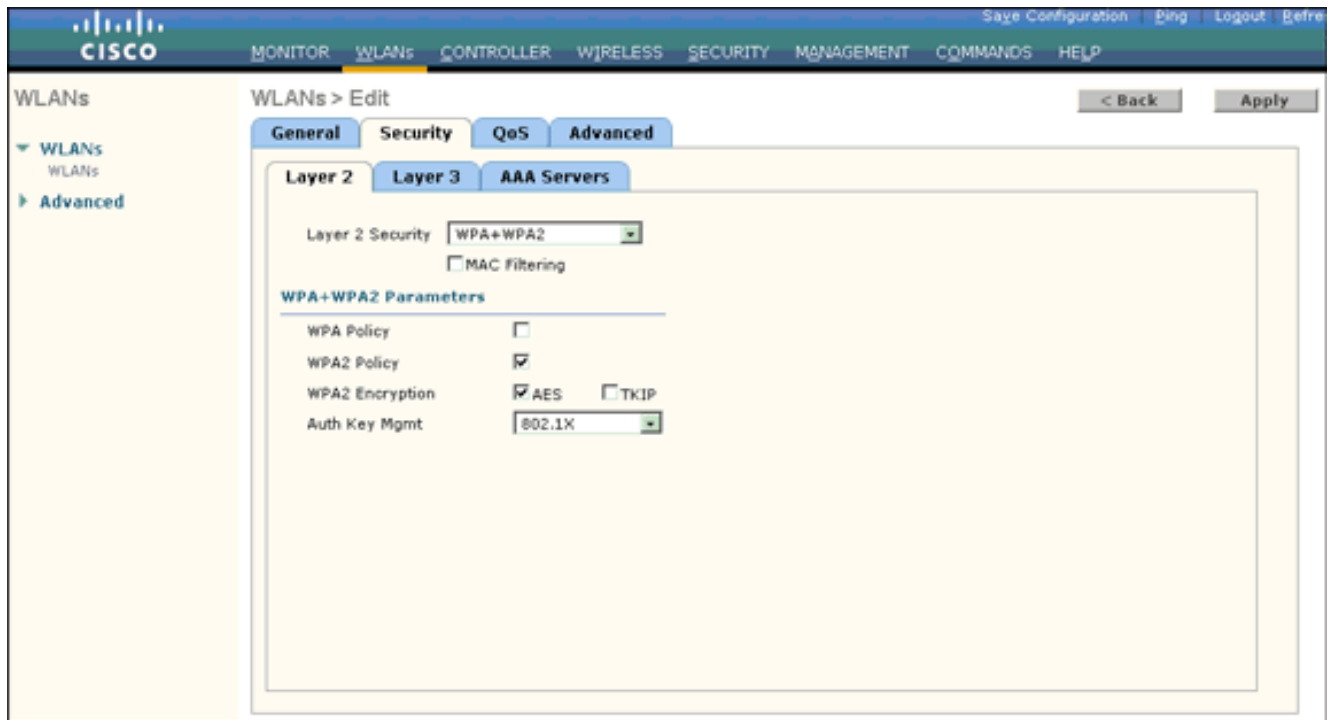 Save Configuration Ping Logout Refre
CISCO MONITOR WLANs CONTROLLER WIRELESS SECURITY MANAGEMENT COMMANDS HELP
WLANs
WLANs
WLANs
Advanced
WLANs > Edit
< Back Apply
General Security QoS Advanced
Layer 2 Layer 3 AAA Servers
Layer 2 Security WPA+WPA2
MAC Filtering
WPA+WPA2 Parameters
WPA Policy
WPA2 Policy
WPA2 Encryption AES TKIP
Auth Key Mgmt 802.1X